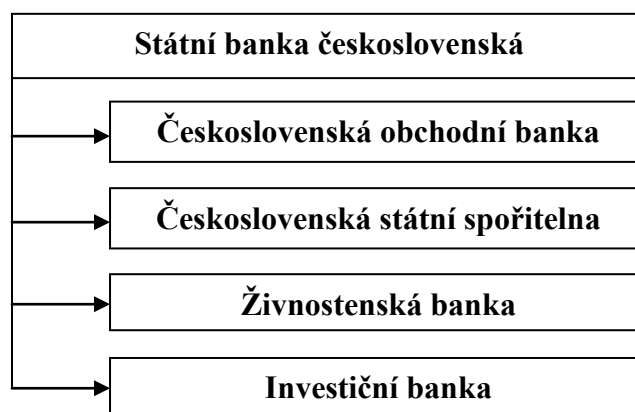 Státní banka československá
Československá obchodní banka
Československá státní spořitelna
Živnostenská banka
Investiční banka